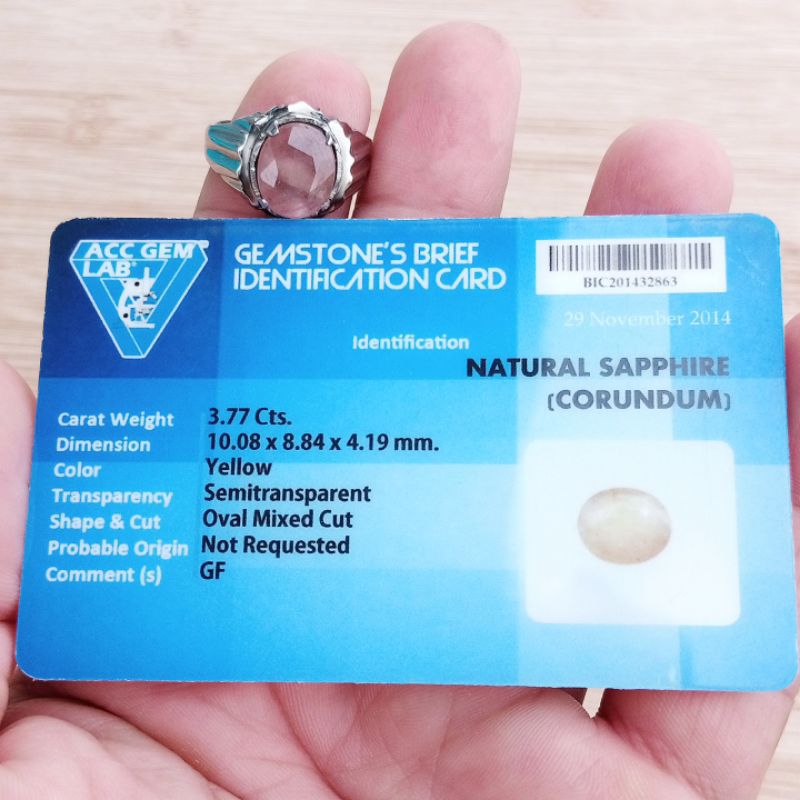 ACC GEM
LAB
GEMSTONE'S BRIEF
IDENTIFICATION CARD
BIC201432863
29 November 2014
Identification
NATURAL SAPPHIRE
(CORUNDUM)
Carat Weight 3.77 Cts.
Dimension 10.08 x 8.84 x 4.19 mm.
Color Yellow
Transparency Semitransparent
Shape & Cut Oval Mixed Cut
Probable Origin Not Requested
Comment (s) GF